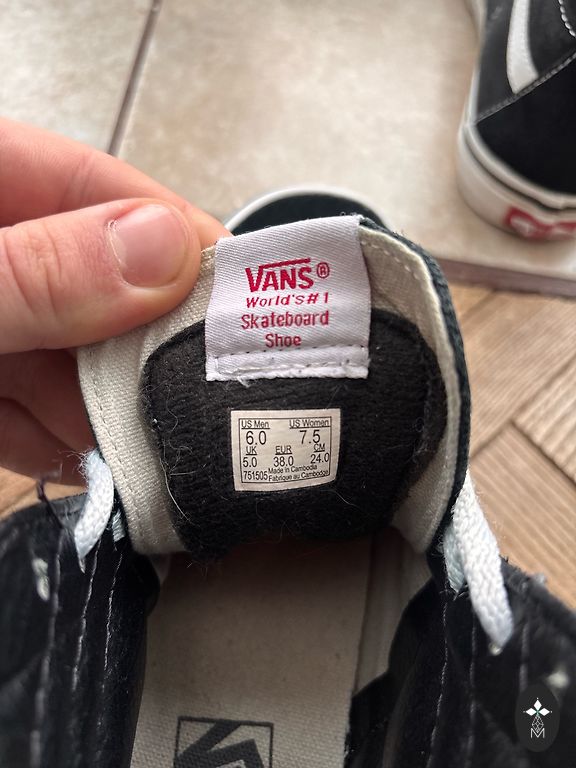 VANS®
World's #1
Skateboard
Shoe
US Men US Women
6.0 7.5
UK EUR CM
5.0 38.0 24.0
751505 Made in Cambodia
Fabriqué au Cambodge